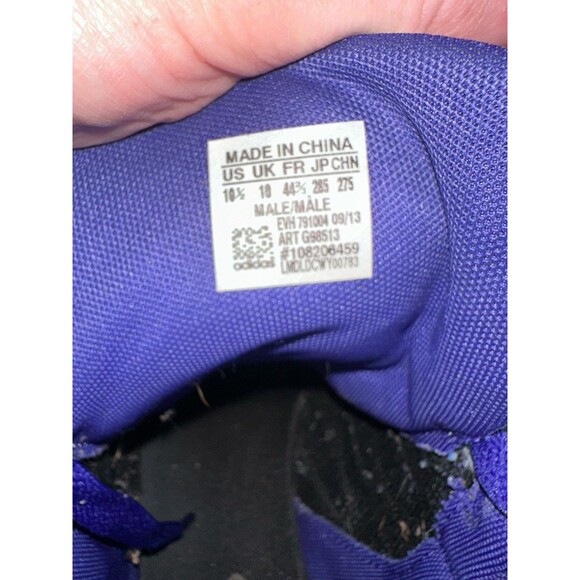 MADE IN CHINA
US UK FR JP CHN
10½ 10 44⅔ 285 275
MALE/MÂLE
EVH 791004 09/13
ART G98513
#108206459
adidas
LMDLDCWY00783